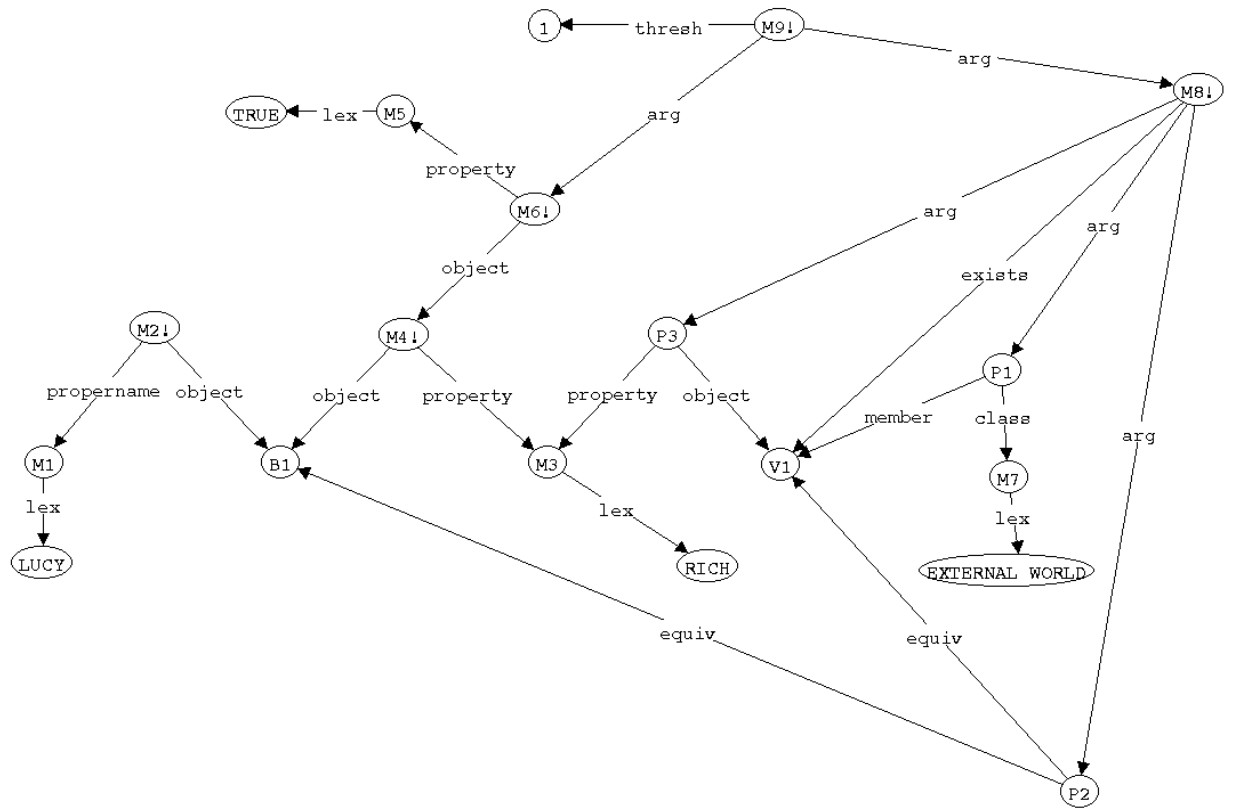 1 thresh M9!
arg
M8!
TRUE lex M5
arg
property
M6!
arg
arg
object
exists
M2!
M4!
P3
P1
propername object
object property
property object
member class
arg
M1
B1
M3
V1
M7
lex
lex
lex
LUCY
RICH
EXTERNAL WORLD
equiv
equiv
P2